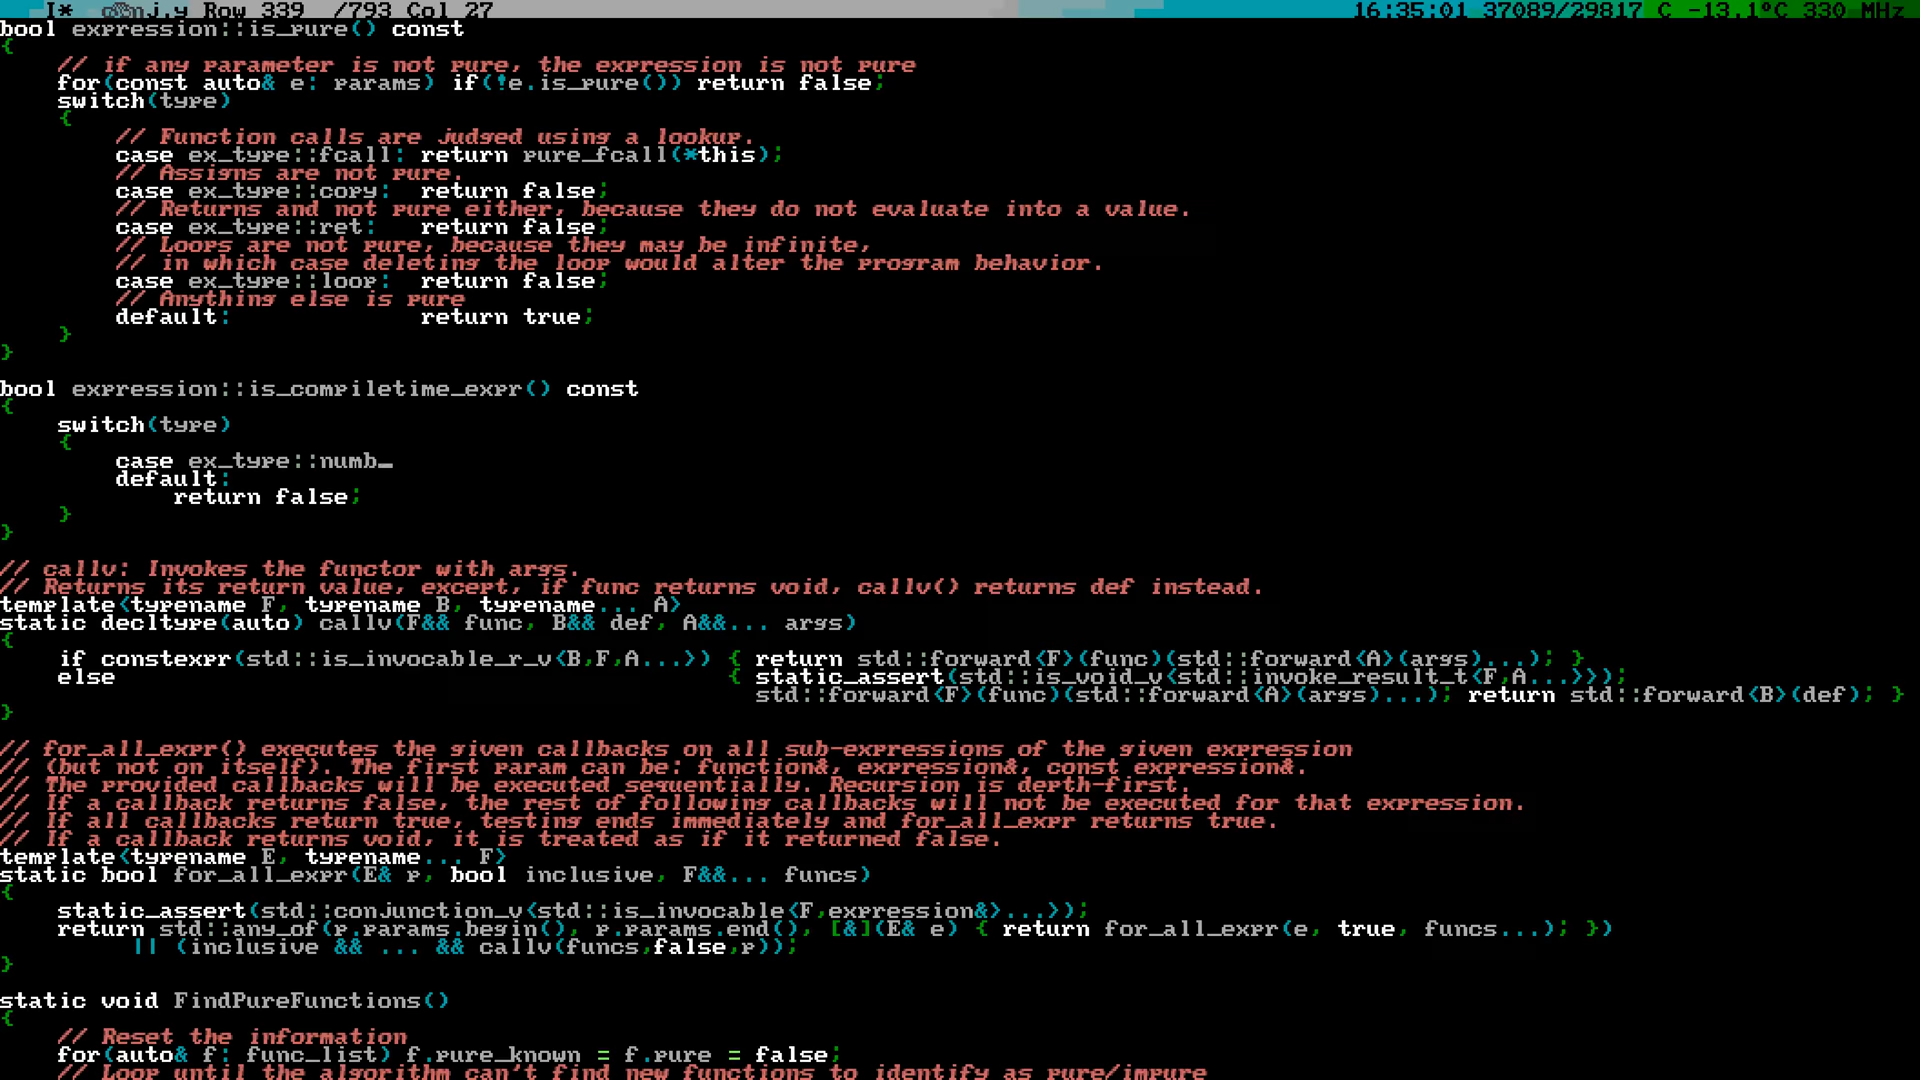 I* conj.y Row 339 /793 Col 27 16:35:01 37089/29817 C -13.1°C 330 MHz
bool expression::is_pure() const
{
    // if any parameter is not pure, the expression is not pure
    for(const auto& e: params) if(!e.is_pure()) return false;
    switch(type)
    {
        // Function calls are judged using a lookup.
        case ex_type::fcall: return pure_fcall(*this);
        // Assigns are not pure.
        case ex_type::copy:  return false;
        // Returns and not pure either, because they do not evaluate into a value.
        case ex_type::ret:   return false;
        // Loops are not pure, because they may be infinite,
        // in which case deleting the loop would alter the program behavior.
        case ex_type::loop:  return false;
        // Anything else is pure
        default:             return true;
    }
}
bool expression::is_compiletime_expr() const
{
    switch(type)
    {
        case ex_type::numb_
        default:
            return false;
    }
}
// callv: Invokes the functor with args.
// Returns its return value, except, if func returns void, callv() returns def instead.
template<typename F, typename B, typename... A>
static decltype(auto) callv(F&& func, B&& def, A&&... args)
{
    if constexpr(std::is_invocable_r_v<B,F,A...>) { return std::forward<F>(func)(std::forward<A>(args)...); }
    else                                          { static_assert(std::is_void_v<std::invoke_result_t<F,A...>>);
                                                    std::forward<F>(func)(std::forward<A>(args)...); return std::forward<B>(def); }
}
// for_all_expr() executes the given callbacks on all sub-expressions of the given expression
// (but not on itself). The first param can be: function&, expression&, const expression&.
// The provided callbacks will be executed sequentially. Recursion is depth-first.
// If a callback returns false, the rest of following callbacks will not be executed for that expression.
// If all callbacks return true, testing ends immediately and for_all_expr returns true.
// If a callback returns void, it is treated as if it returned false.
template<typename E, typename... F>
static bool for_all_expr(E& p, bool inclusive, F&&... funcs)
{
    static_assert(std::conjunction_v<std::is_invocable<F,expression&>...>);
    return std::any_of(p.params.begin(), p.params.end(), [&](E& e) { return for_all_expr(e, true, funcs...); })
         || (inclusive && ... && callv(funcs,false,p));
}
static void FindPureFunctions()
{
    // Reset the information
    for(auto& f: func_list) f.pure_known = f.pure = false;
    // Loop until the algorithm can't find new functions to identify as pure/impure